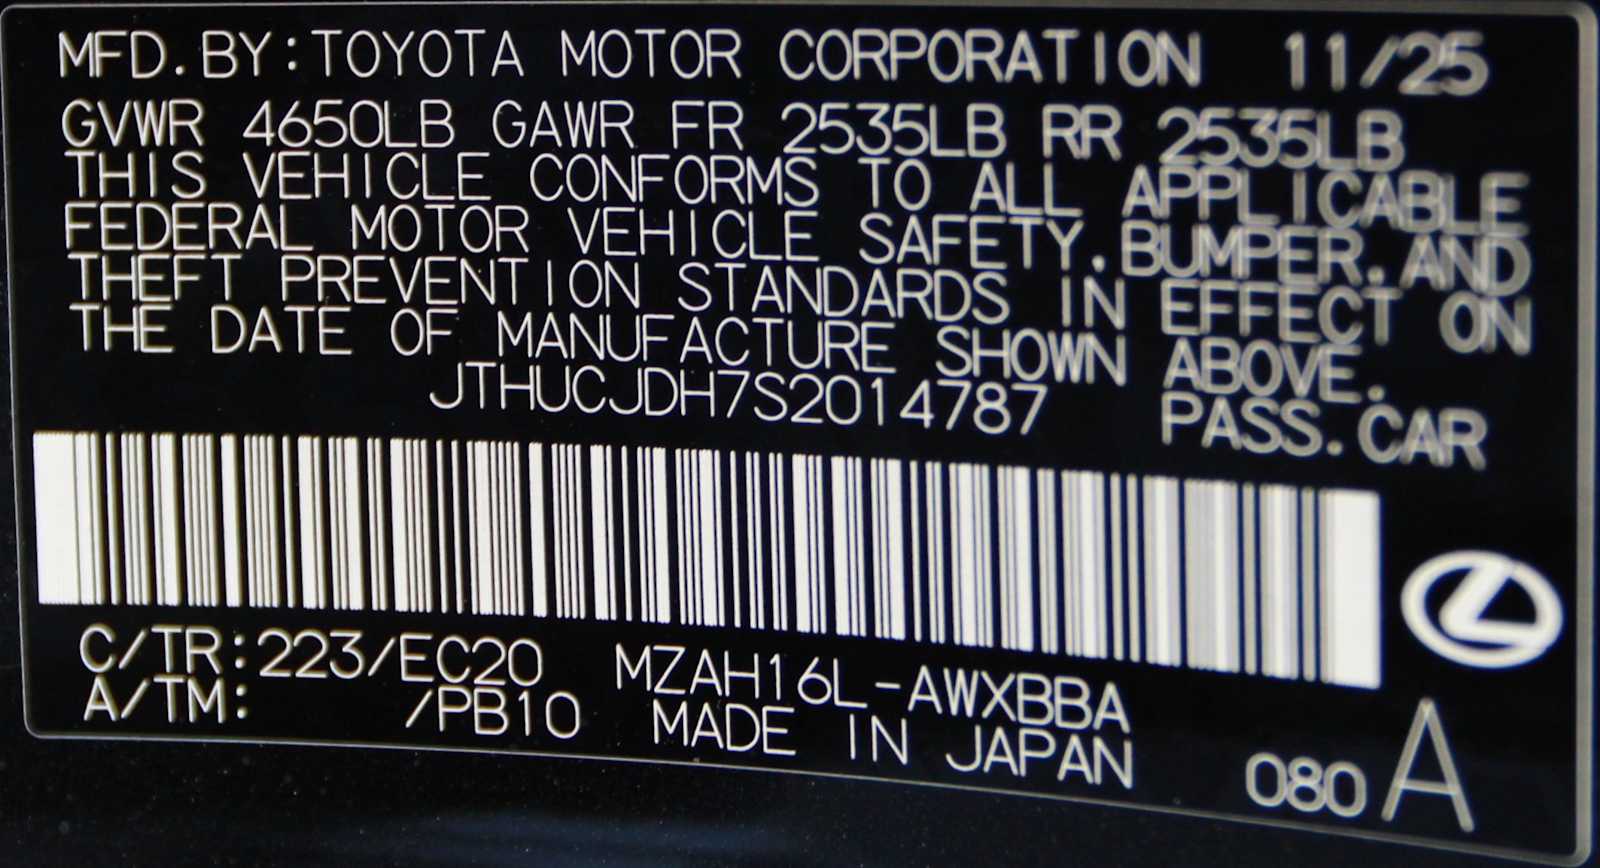 MFD. BY: TOYOTA MOTOR CORPORATION 11/25
GVWR 4650LB GAWR FR 2535LB RR 2535LB
THIS VEHICLE CONFORMS TO ALL APPLICABLE
FEDERAL MOTOR VEHICLE SAFETY, BUMPER, AND
THEFT PREVENTION STANDARDS IN EFFECT ON
THE DATE OF MANUFACTURE SHOWN ABOVE.
JTHUCJDH7S2014787 PASS. CAR
C/TR: 223/EC20 MZAH16L-AWXBBA
A/TM: /PB10 MADE IN JAPAN
080 A